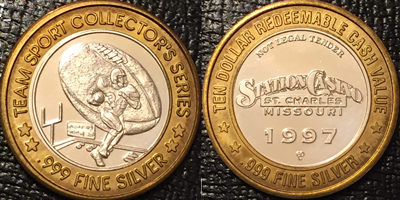 TEAM SPORT COLLECTOR'S SERIES
.999 FINE SILVER
TEN DOLLAR REDEEMABLE CASH VALUE
NOT LEGAL TENDER
STATION CASINO
ST. CHARLES
MISSOURI
1997
.999 FINE SILVER